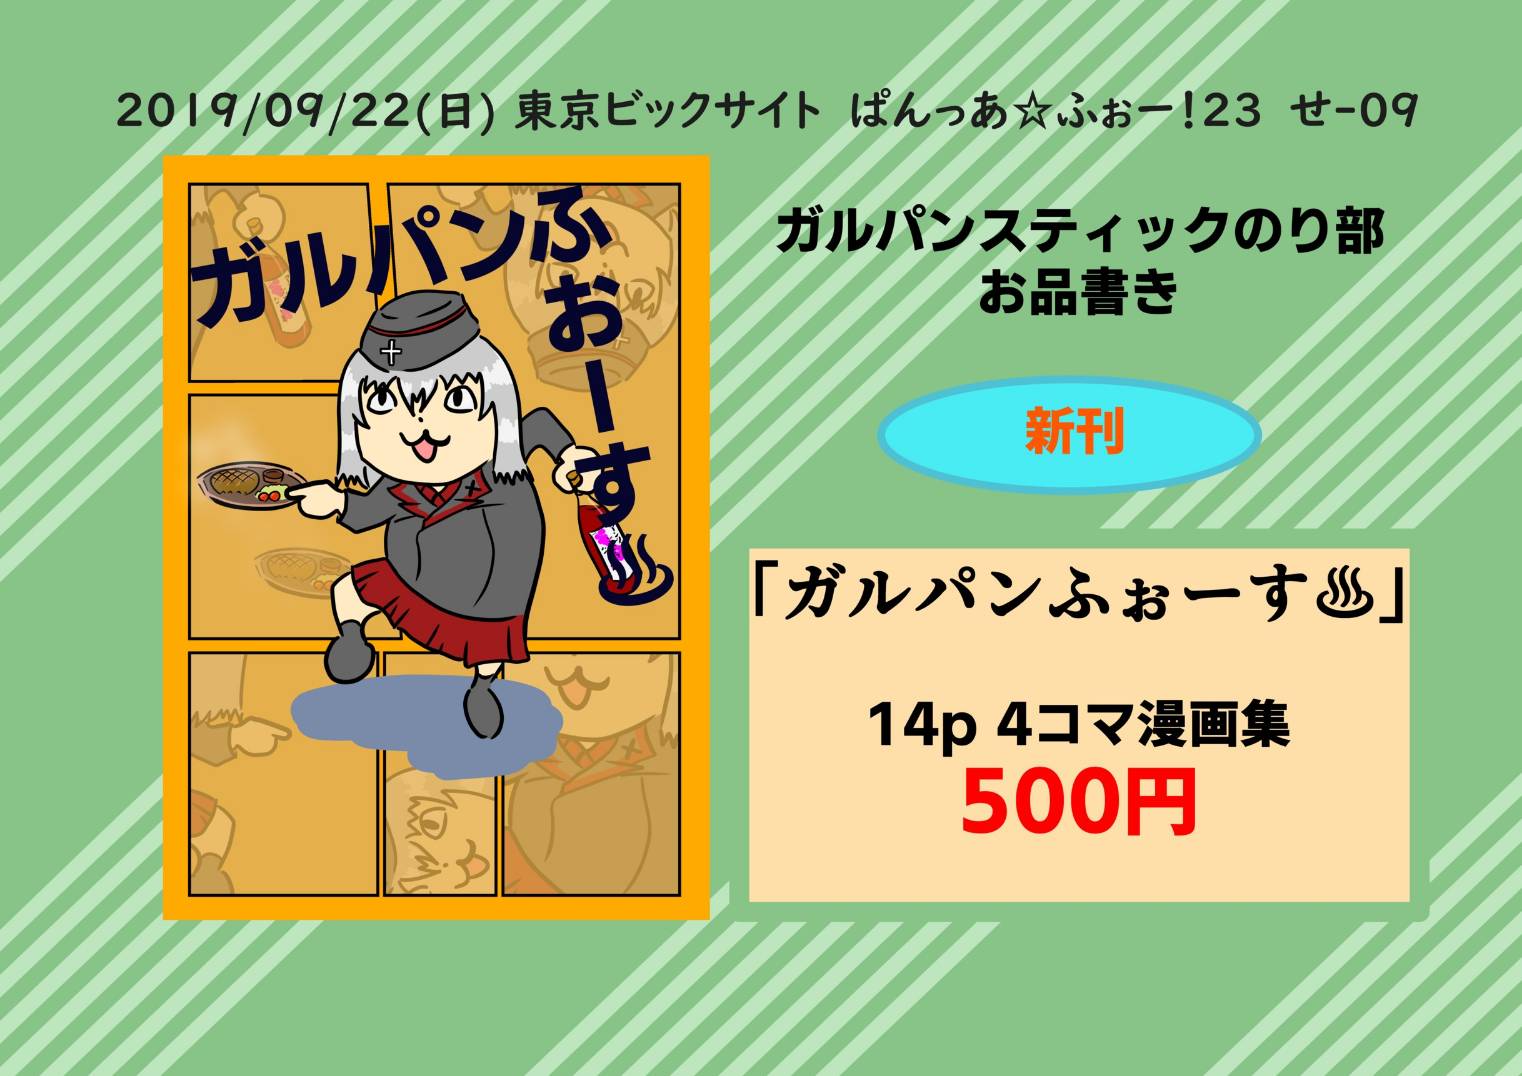 2019/09/22(日) 東京ビックサイト ぱんっあ☆ふぉー!23 せ-09
ガルパンふぉーす♨
ガルパンスティックのり部
お品書き
新刊
「ガルパンふぉーす♨」
14p 4コマ漫画集
500円